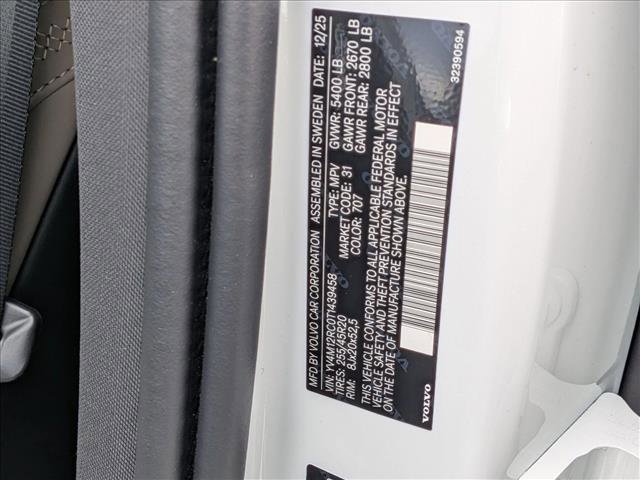 MFD BY VOLVO CAR CORPORATION ASSEMBLED IN SWEDEN DATE: 12/25
VIN: YV4M12RC0T1439458 TYPE: MPV GVWR: 5400 LB
TIRES: 255/45R20 MARKET CODE: 31 GAWR FRONT: 2670 LB
RIM: 8Jx20x52,5 COLOR: 707 GAWR REAR: 2800 LB
THIS VEHICLE CONFORMS TO ALL APPLICABLE FEDERAL MOTOR
VEHICLE SAFETY AND THEFT PREVENTION STANDARDS IN EFFECT
ON THE DATE OF MANUFACTURE SHOWN ABOVE.
VOLVO
32390594